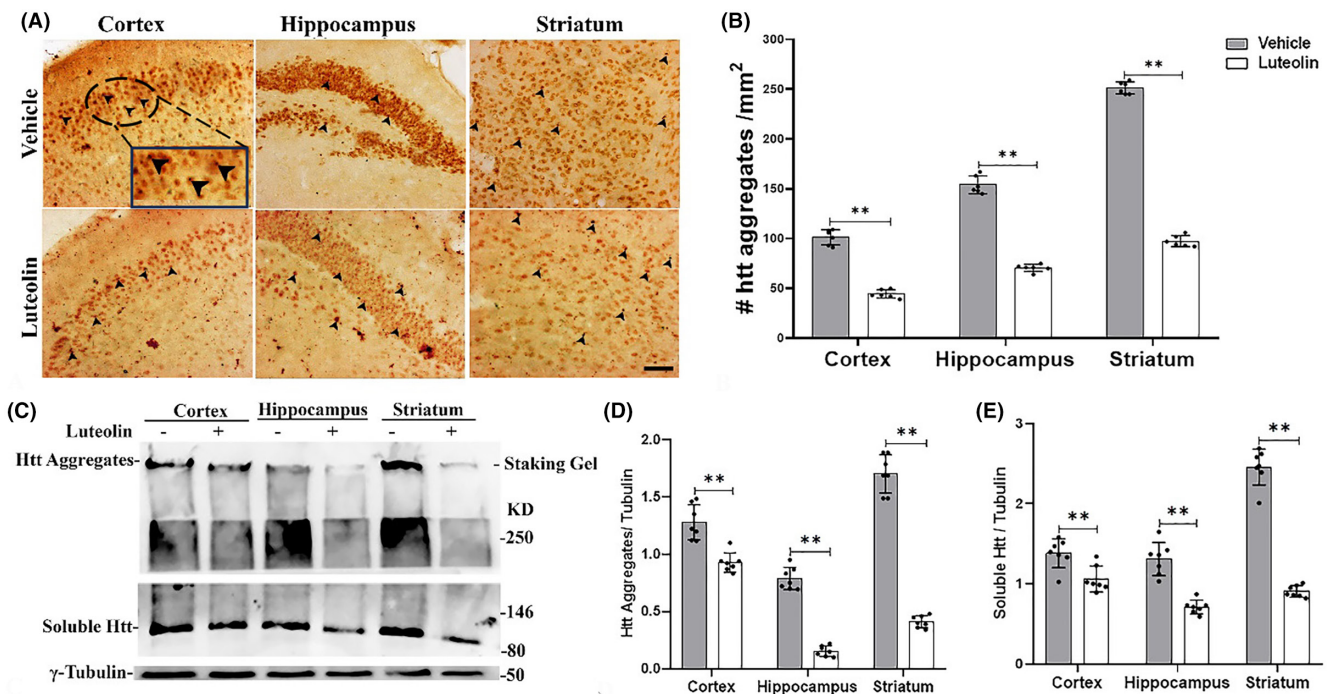 (A)
Cortex
Hippocampus
Striatum
Vehicle
Luteolin
(B)
300
250
200
150
100
50
0
# htt aggregates /mm²
**
**
**
Vehicle
Luteolin
Cortex
Hippocampus
Striatum
(C)
Cortex Hippocampus Striatum
Luteolin - + - + - +
Htt Aggregates-
- Staking Gel
KD
-250
-146
Soluble Htt-
-80
γ-Tubulin-
-50
(D)
2.0
1.5
1.0
0.5
0.0
Htt Aggregates/ Tubulin
**
**
**
Cortex
Hippocampus
Striatum
(E)
3
2
1
0
Soluble Htt / Tubulin
**
**
**
Cortex
Hippocampus
Striatum